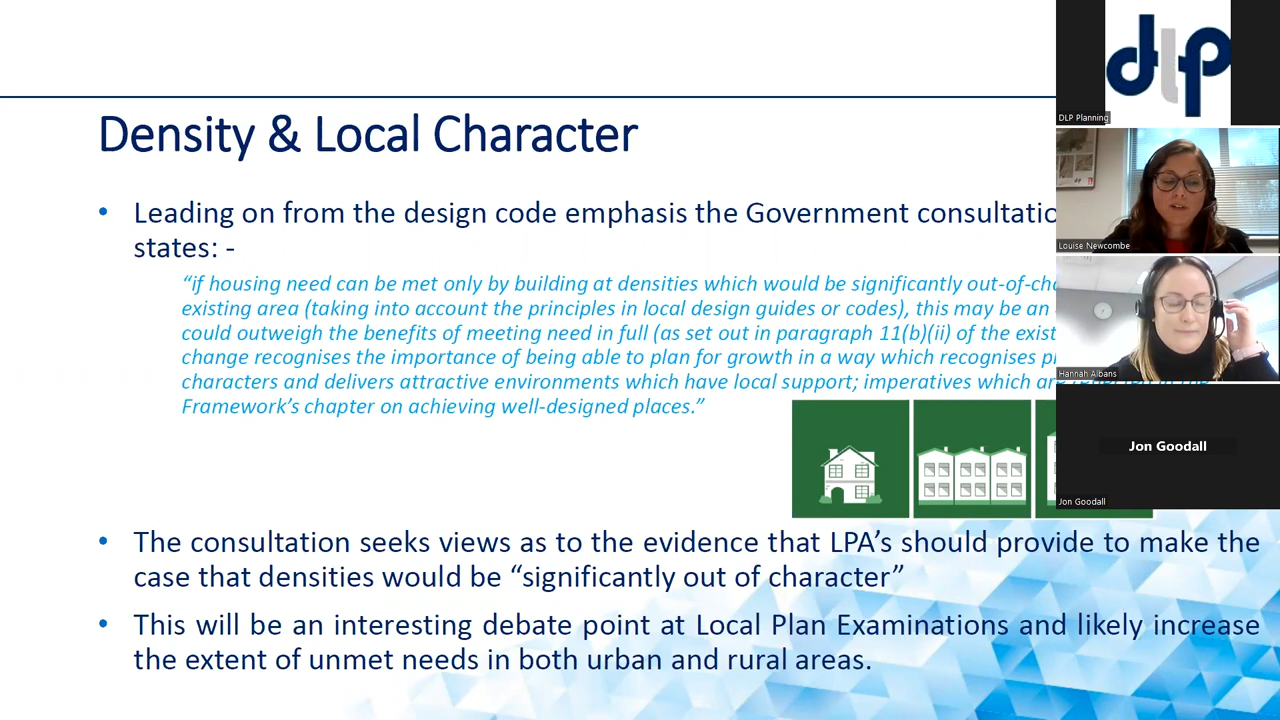 Density & Local Character
• Leading on from the design code emphasis the Government consultatio
states: -
“if housing need can be met only by building at densities which would be significantly out-of-cha
existing area (taking into account the principles in local design guides or codes), this may be an
could outweigh the benefits of meeting need in full (as set out in paragraph 11(b)(ii) of the exist
change recognises the importance of being able to plan for growth in a way which recognises pl
characters and delivers attractive environments which have local support; imperatives which are
Framework’s chapter on achieving well-designed places.”
• The consultation seeks views as to the evidence that LPA’s should provide to make the
case that densities would be “significantly out of character”
• This will be an interesting debate point at Local Plan Examinations and likely increase
the extent of unmet needs in both urban and rural areas.
dlp
DLP Planning
Louise Newcombe
Hannah Albans
Jon Goodall
Jon Goodall